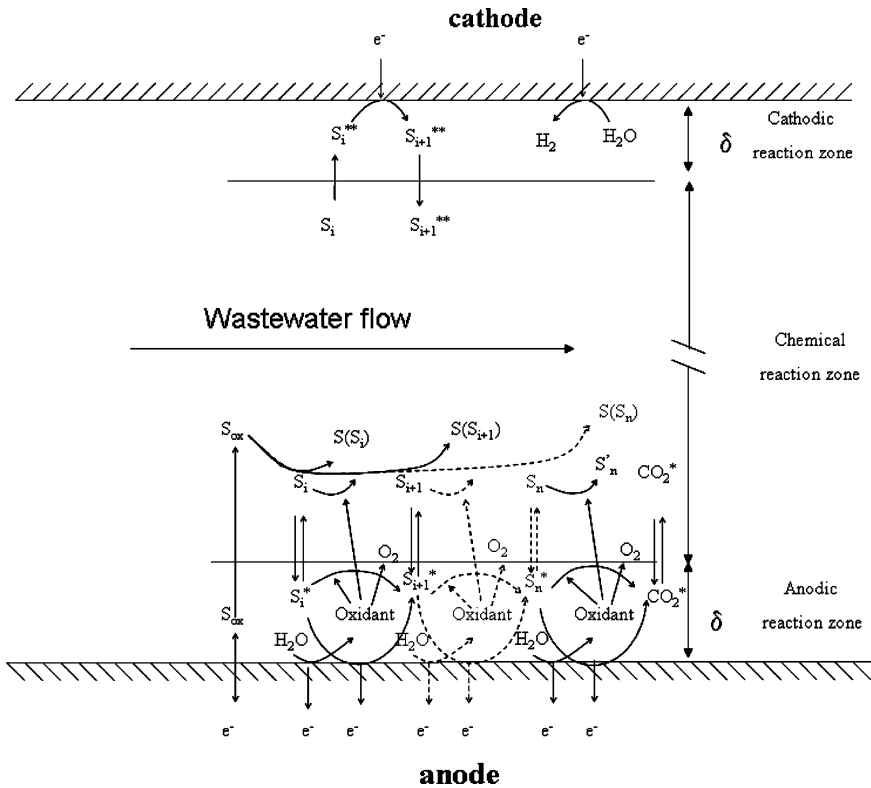 cathode
e⁻ e⁻
Sᵢ** Sᵢ₊₁** H₂ H₂O
δ Cathodic
reaction zone
Sᵢ Sᵢ₊₁**
Wastewater flow
Chemical
reaction zone
Sₒₓ S(Sᵢ) S(Sᵢ₊₁) S(Sₙ)
Sᵢ Sᵢ₊₁ Sₙ S'ₙ CO₂*
O₂ O₂ O₂
Sᵢ* Sᵢ₊₁* Sₙ* CO₂*
Sₒₓ Oxidant Oxidant Oxidant
Anodic
δ reaction zone
H₂O H₂O H₂O
e⁻ e⁻ e⁻ e⁻ e⁻ e⁻ e⁻
anode